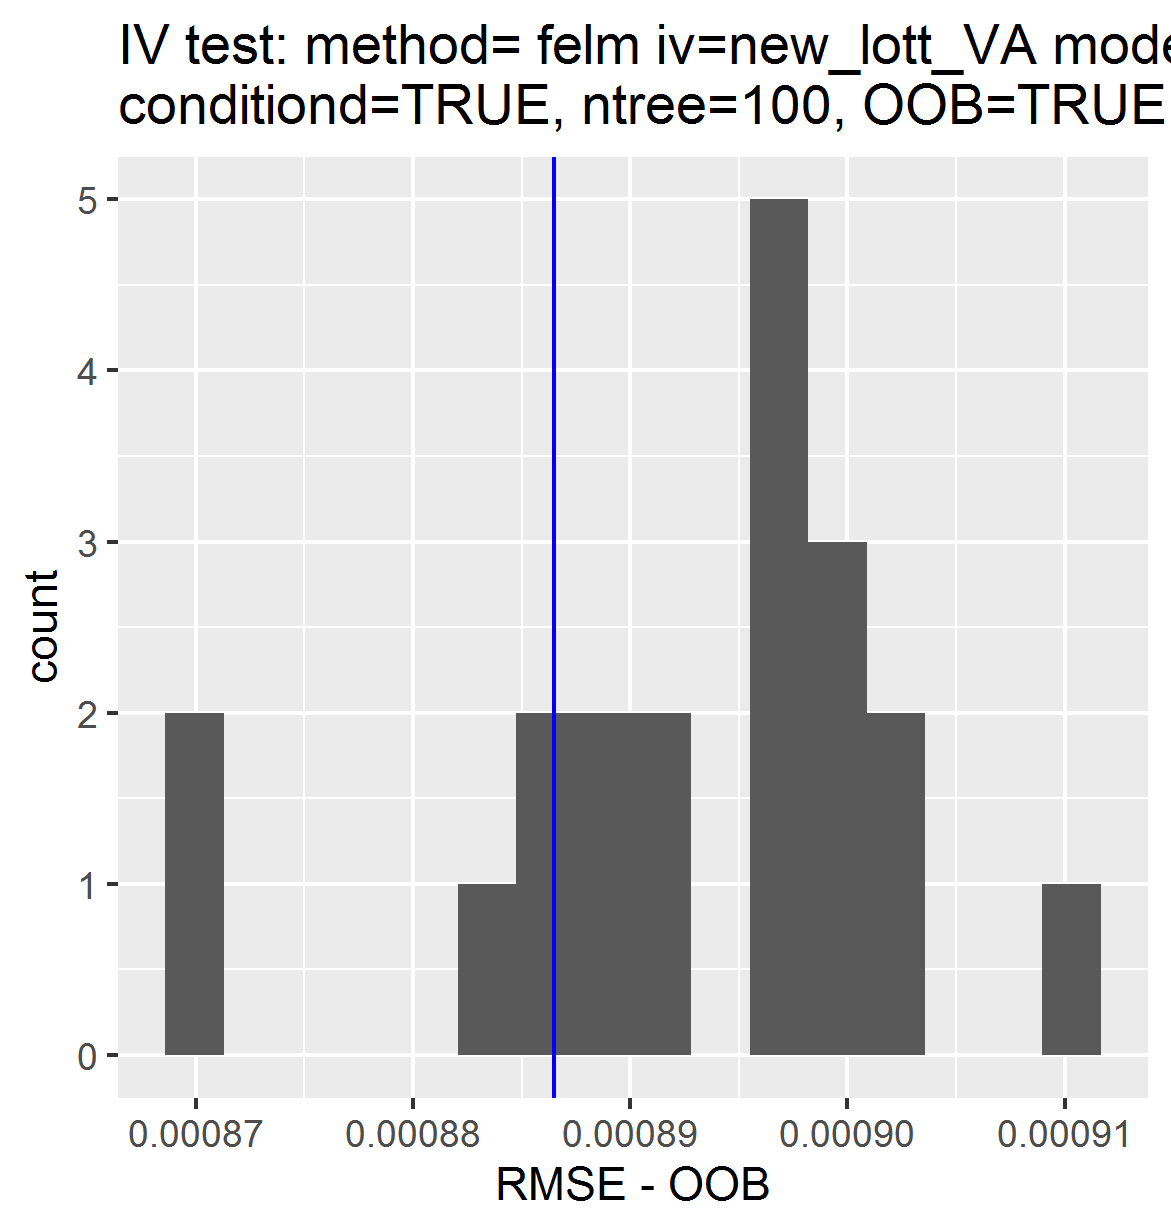 IV test: method= felm iv=new_lott_VA mode
conditiond=TRUE, ntree=100, OOB=TRUE
5
4
3
2
1
0
count
0.00087 0.00088 0.00089 0.00090 0.00091
RMSE - OOB